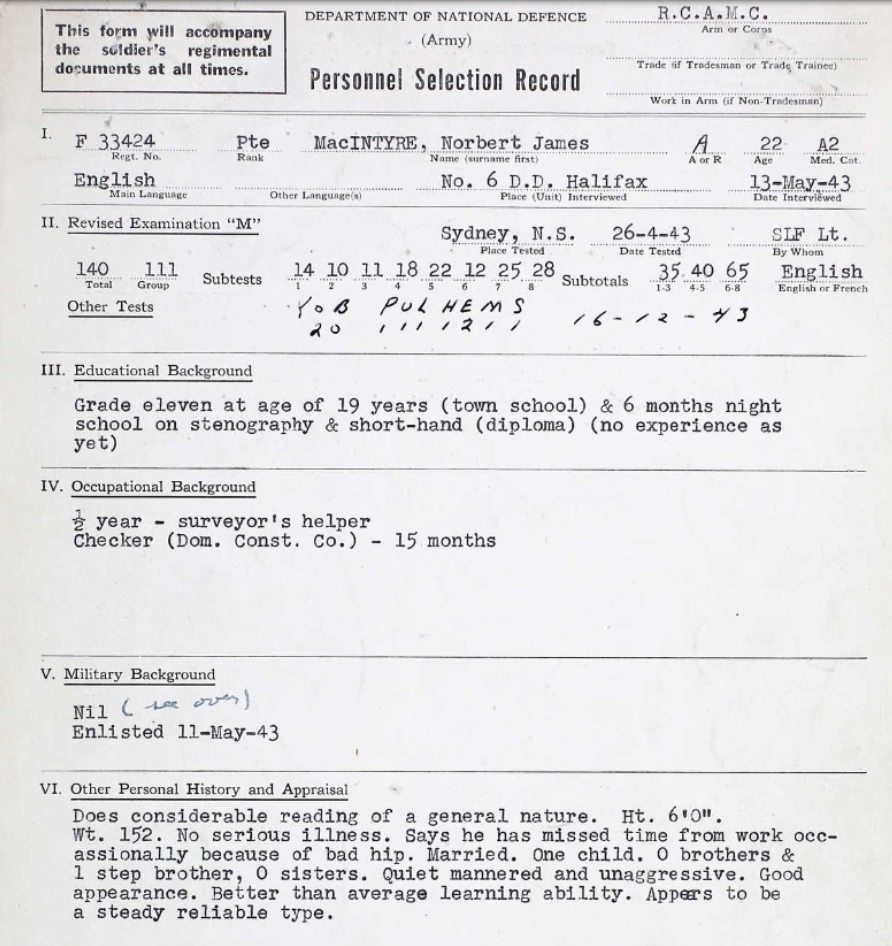 This form will accompany
the soldier's regimental
documents at all times.
DEPARTMENT OF NATIONAL DEFENCE
(Army)
Personnel Selection Record
R.C.A.M.C.
Arm or Corps
Trade (if Tradesman or Trade Trainee)
Work in Arm (if Non-Tradesman)
I. F 33424 Pte MacINTYRE, Norbert James A 22 A2
Regt. No. Rank Name (surname first) A or R Age Med. Cat.
English No. 6 D.D. Halifax 13-May-43
Main Language Other Language(s) Place (Unit) Interviewed Date Interviewed
II. Revised Examination "M"
Sydney, N.S. 26-4-43 SLF Lt.
Place Tested Date Tested By Whom
140 111 Subtests 14 10 11 18 22 12 25 28 Subtotals 35 40 65 English
Total Group 1 2 3 4 5 6 7 8 1-3 4-5 6-8 English or French
Other Tests YoB PULHEMS
20 1111211 16-12-43
III. Educational Background
Grade eleven at age of 19 years (town school) & 6 months night
school on stenography & short-hand (diploma) (no experience as
yet)
IV. Occupational Background
½ year - surveyor's helper
Checker (Dom. Const. Co.) - 15 months
V. Military Background
Nil (see over)
Enlisted 11-May-43
VI. Other Personal History and Appraisal
Does considerable reading of a general nature. Ht. 6'0".
Wt. 152. No serious illness. Says he has missed time from work occ-
assionally because of bad hip. Married. One child. 0 brothers &
1 step brother, 0 sisters. Quiet mannered and unaggressive. Good
appearance. Better than average learning ability. Appears to be
a steady reliable type.